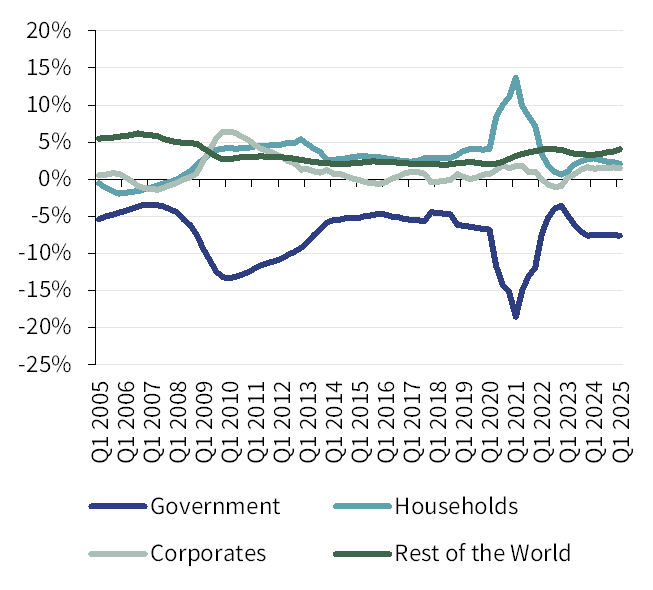 20%
15%
10%
5%
0%
-5%
-10%
-15%
-20%
-25%
Q1 2005
Q1 2006
Q1 2007
Q1 2008
Q1 2009
Q1 2010
Q1 2011
Q1 2012
Q1 2013
Q1 2014
Q1 2015
Q1 2016
Q1 2017
Q1 2018
Q1 2019
Q1 2020
Q1 2021
Q1 2022
Q1 2023
Q1 2024
Q1 2025
Government Households
Corporates Rest of the World